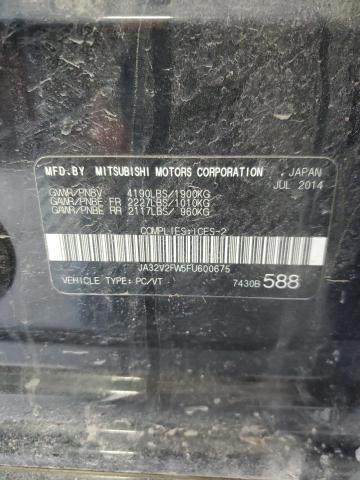 MFD.BY MITSUBISHI MOTORS CORPORATION JAPAN
JUL 2014
GVWR/PNBV 4190LBS/1900KG
GAWR/PNBE FR 2227LBS/1010KG
GAWR/PNBE RR 2117LBS/ 960KG
COMPLIES:ICES-2
JA32V2FW5FU600675
VEHICLE TYPE: PC/VT 7430B 588